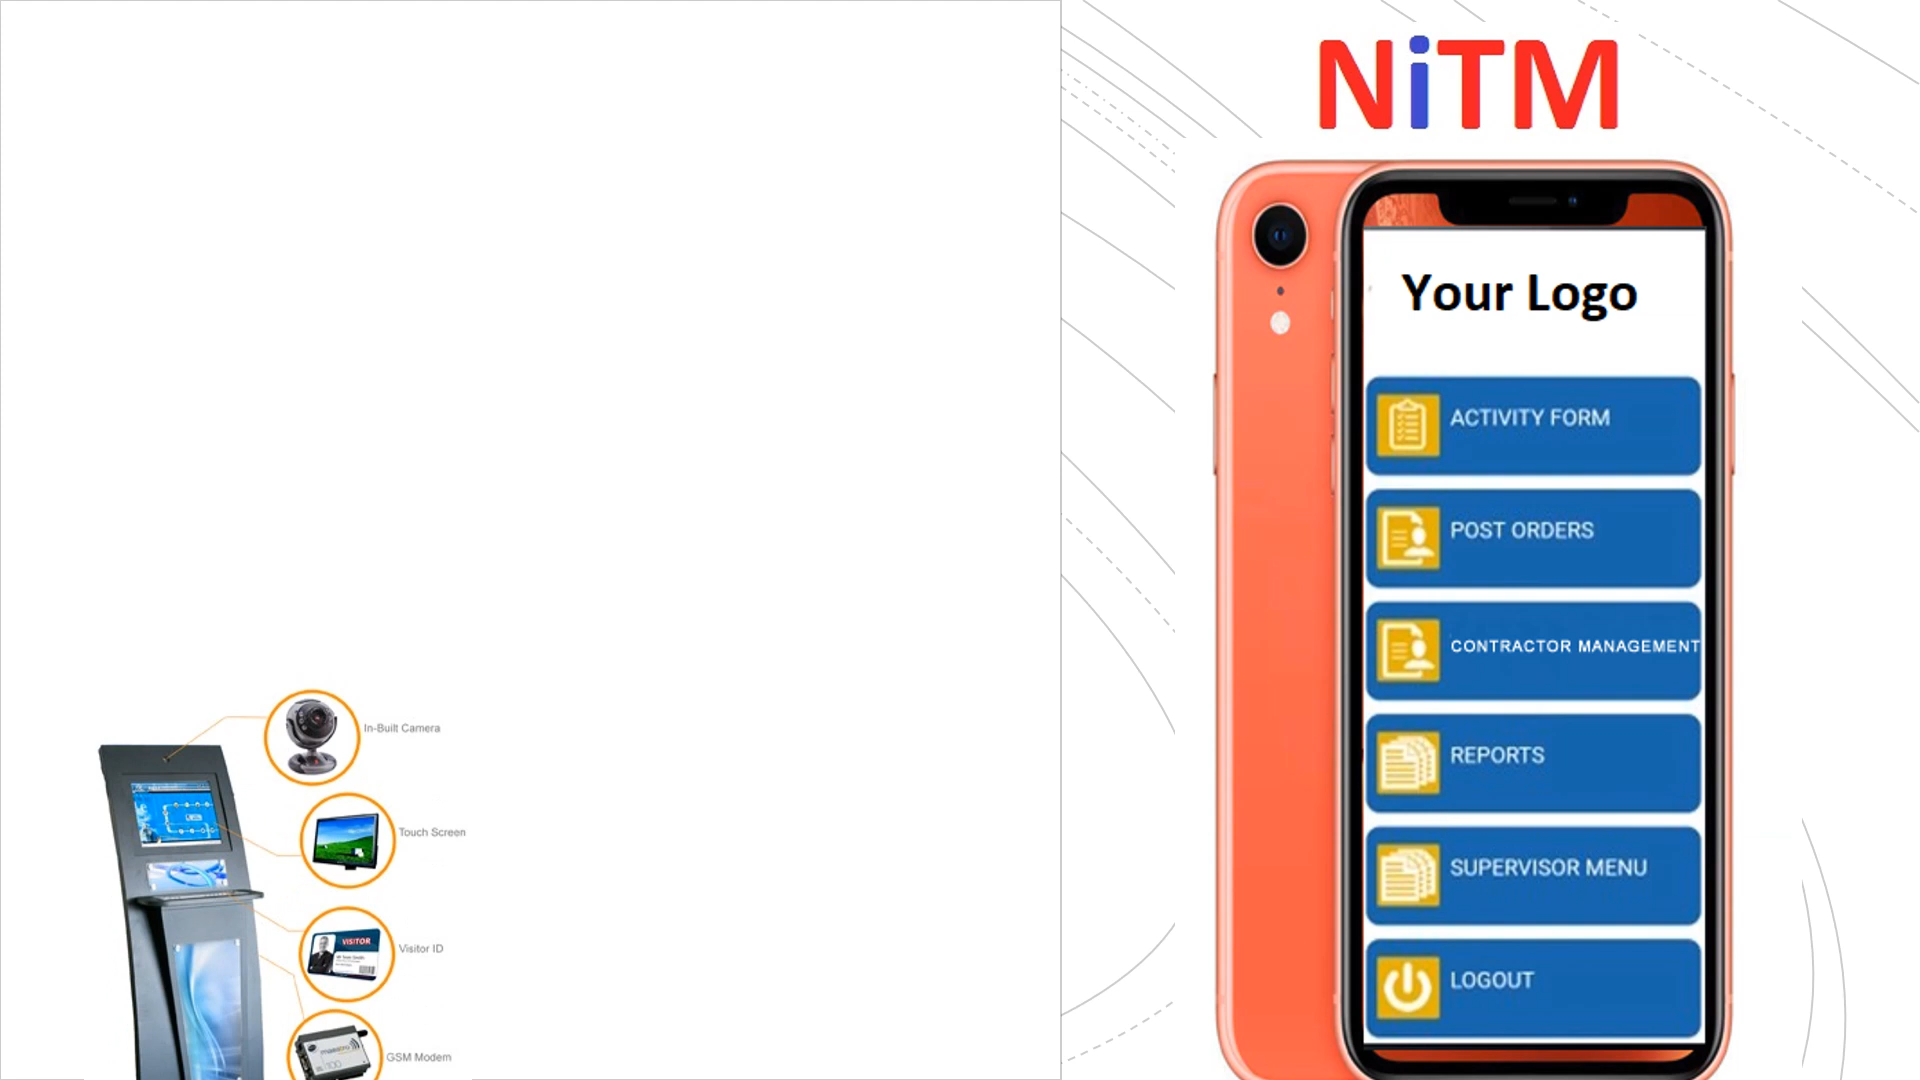 NiTM
Your Logo
ACTIVITY FORM
POST ORDERS
CONTRACTOR MANAGEMENT
REPORTS
SUPERVISOR MENU
LOGOUT
In-Built Camera
Touch Screen
VISITOR
Visitor ID
GSM Modem